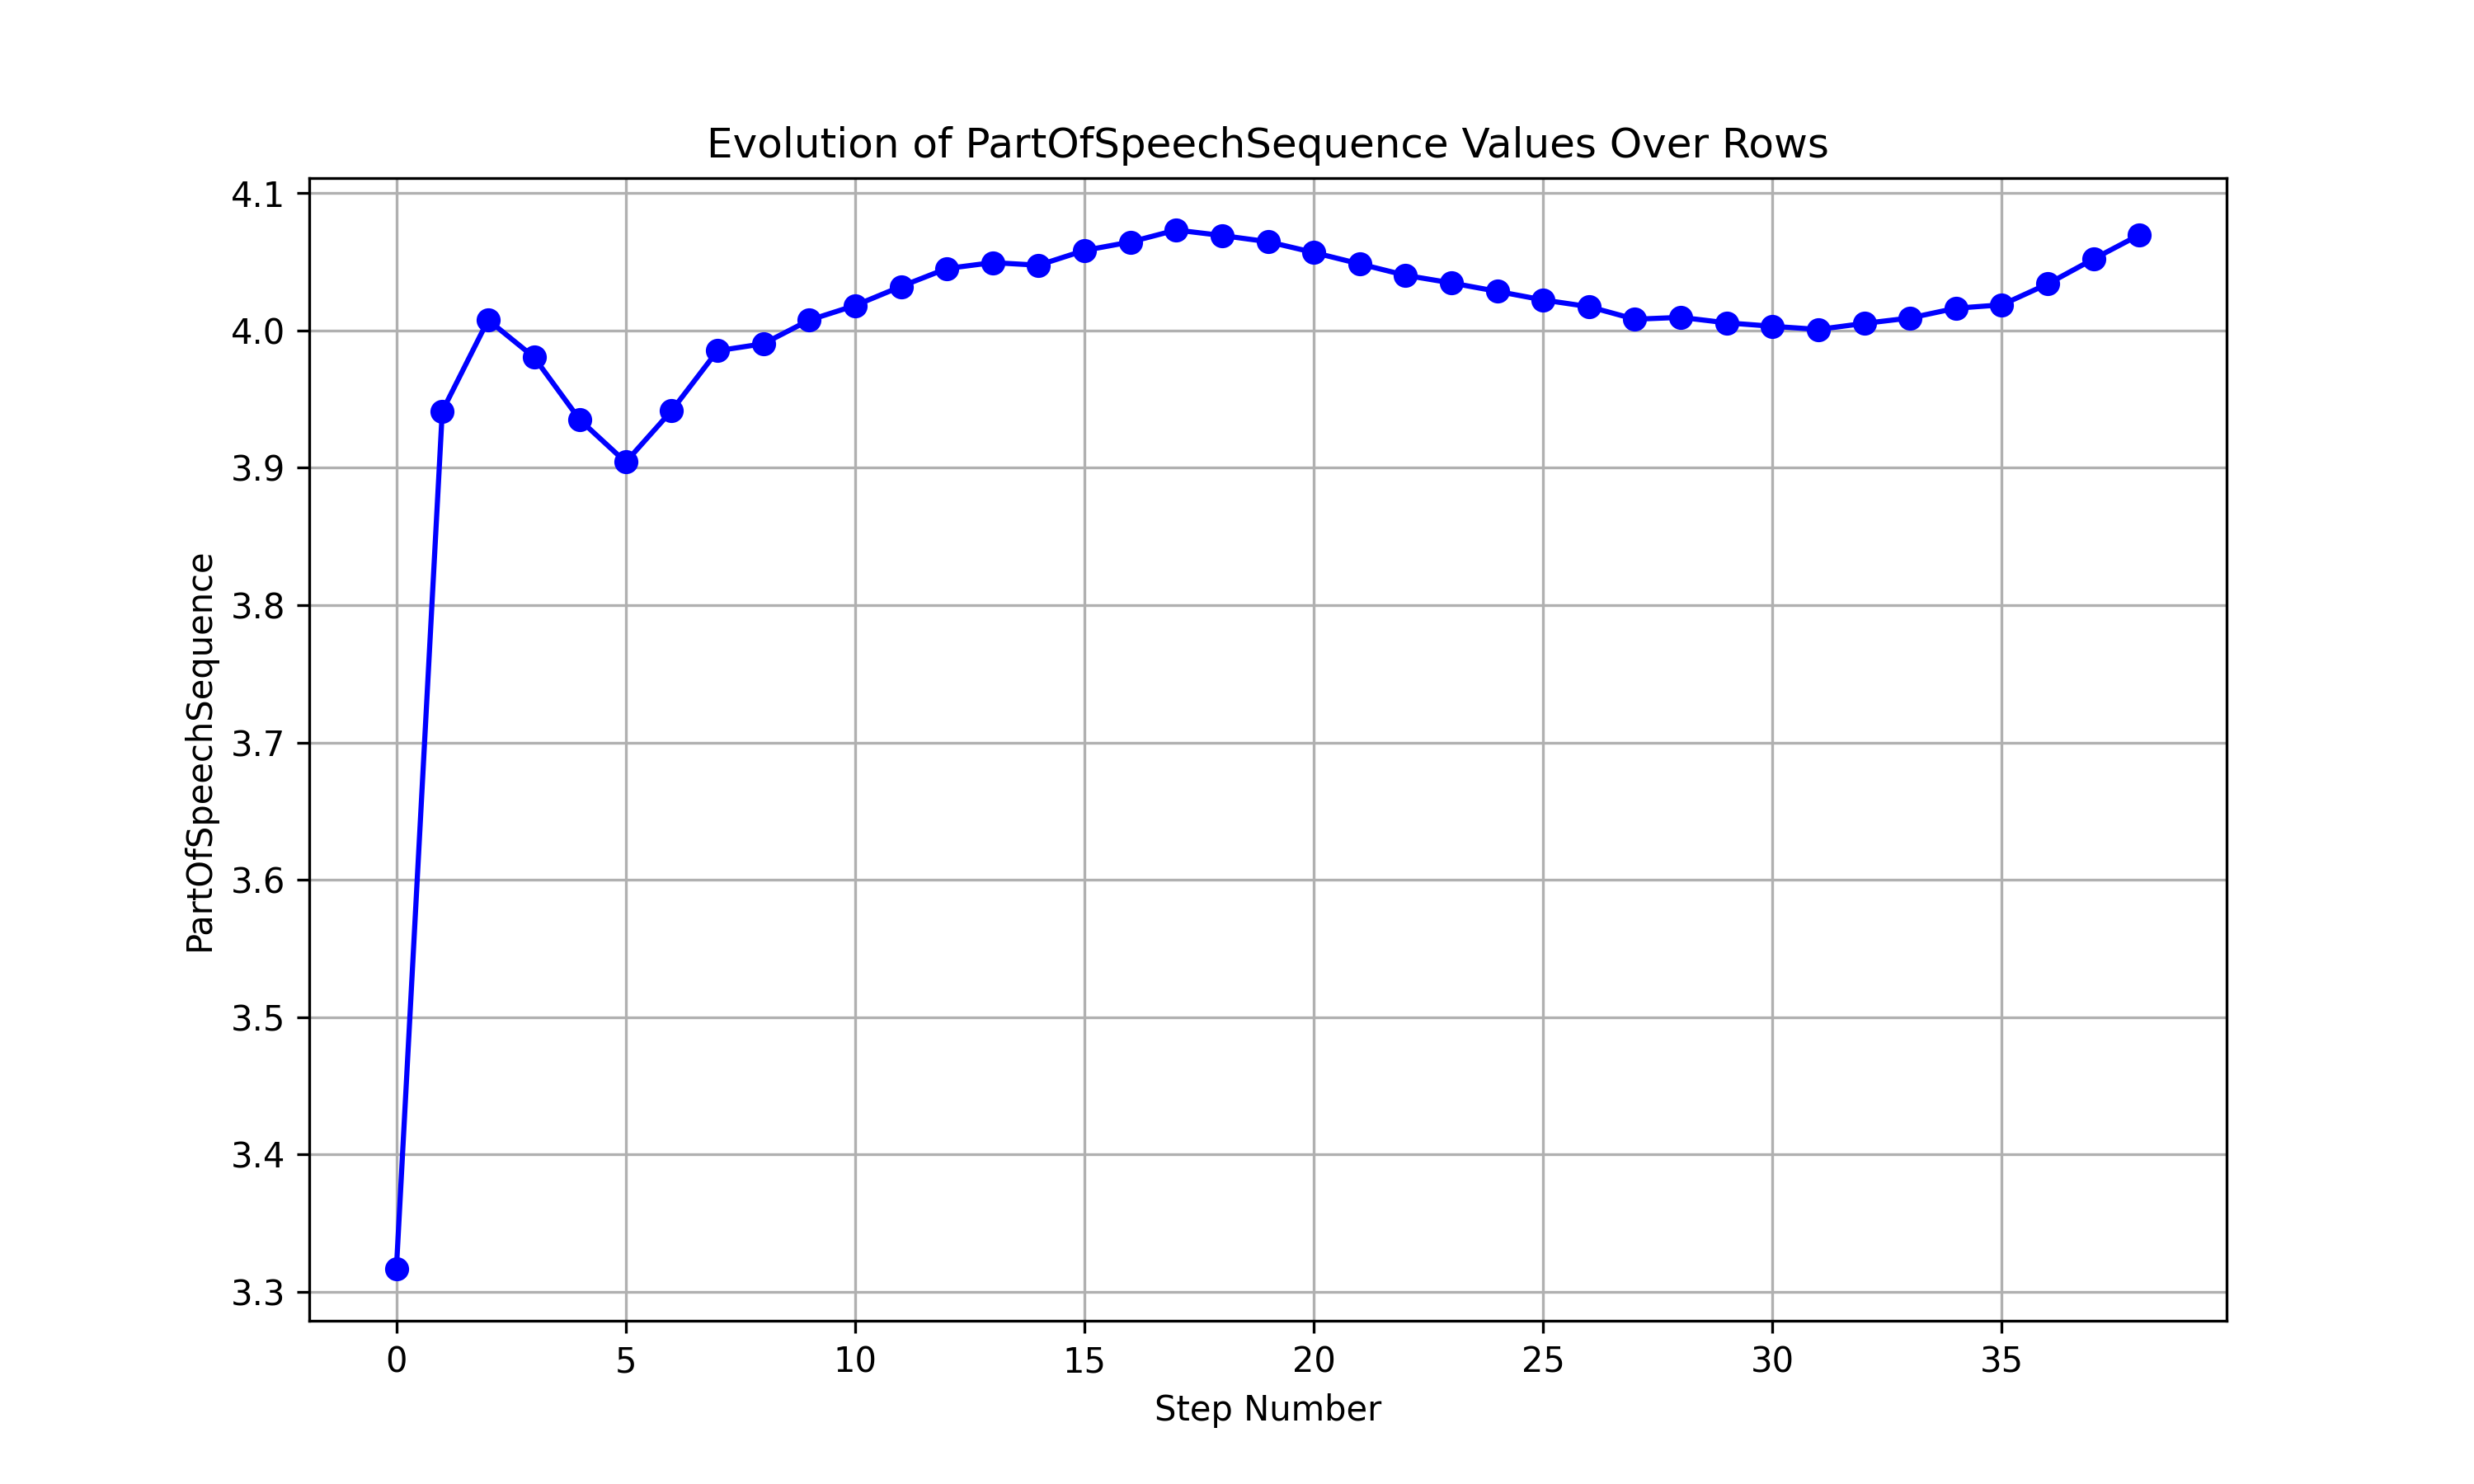 Evolution of PartOfSpeechSequence Values Over Rows
PartOfSpeechSequence
4.1
4.0
3.9
3.8
3.7
3.6
3.5
3.4
3.3
0 5 10 15 20 25 30 35
Step Number